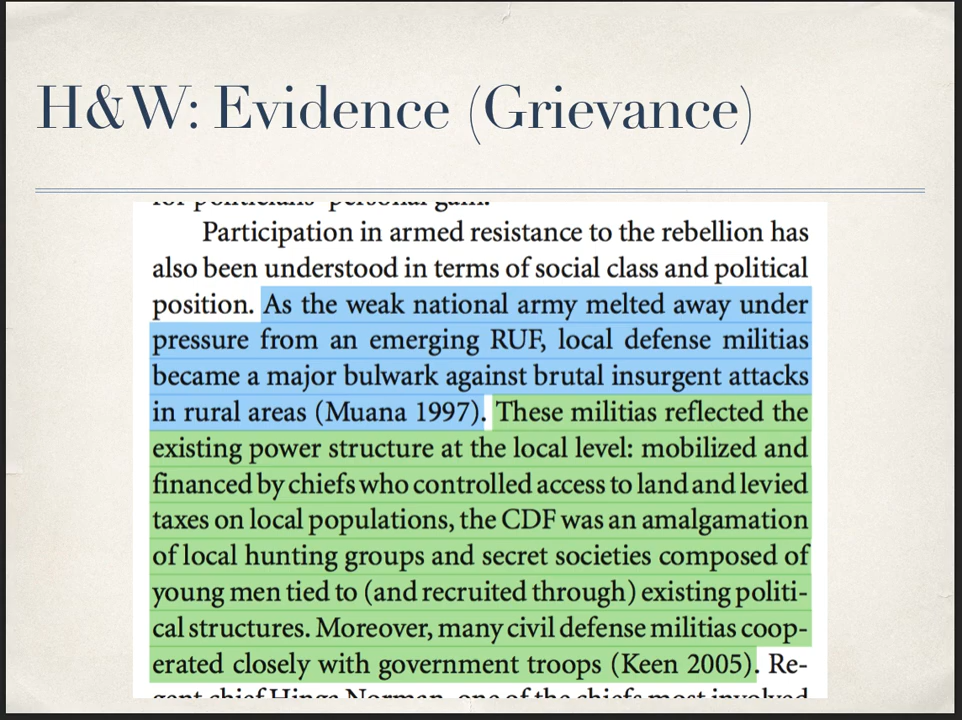 H&W: Evidence (Grievance)
for politicians' personal gain.
Participation in armed resistance to the rebellion has
also been understood in terms of social class and political
position. As the weak national army melted away under
pressure from an emerging RUF, local defense militias
became a major bulwark against brutal insurgent attacks
in rural areas (Muana 1997). These militias reflected the
existing power structure at the local level: mobilized and
financed by chiefs who controlled access to land and levied
taxes on local populations, the CDF was an amalgamation
of local hunting groups and secret societies composed of
young men tied to (and recruited through) existing politi-
cal structures. Moreover, many civil defense militias coop-
erated closely with government troops (Keen 2005). Re-
gent chief Hinga Norman, one of the chiefs most involved